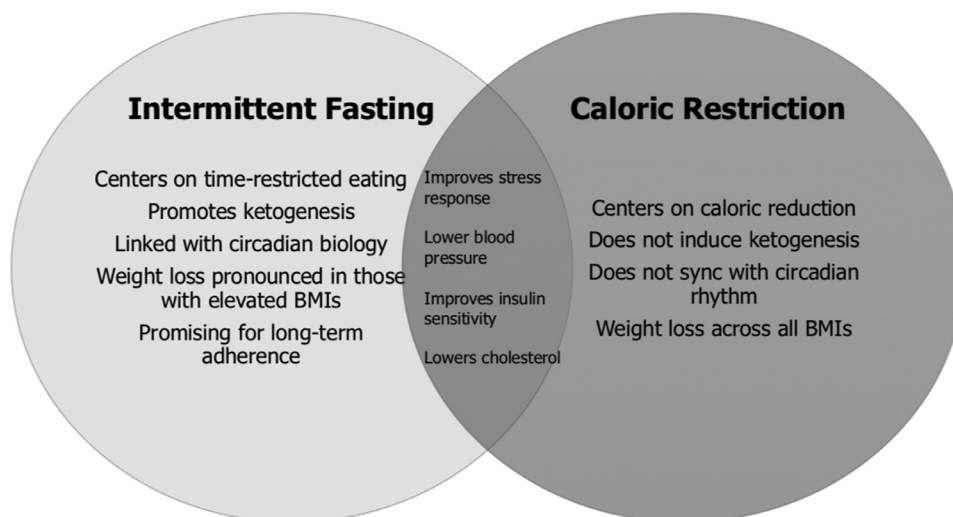 Intermittent Fasting
Centers on time-restricted eating
Promotes ketogenesis
Linked with circadian biology
Weight loss pronounced in those
with elevated BMIs
Promising for long-term
adherence
Improves stress
response
Lower blood
pressure
Improves insulin
sensitivity
Lowers cholesterol
Caloric Restriction
Centers on caloric reduction
Does not induce ketogenesis
Does not sync with circadian
rhythm
Weight loss across all BMIs